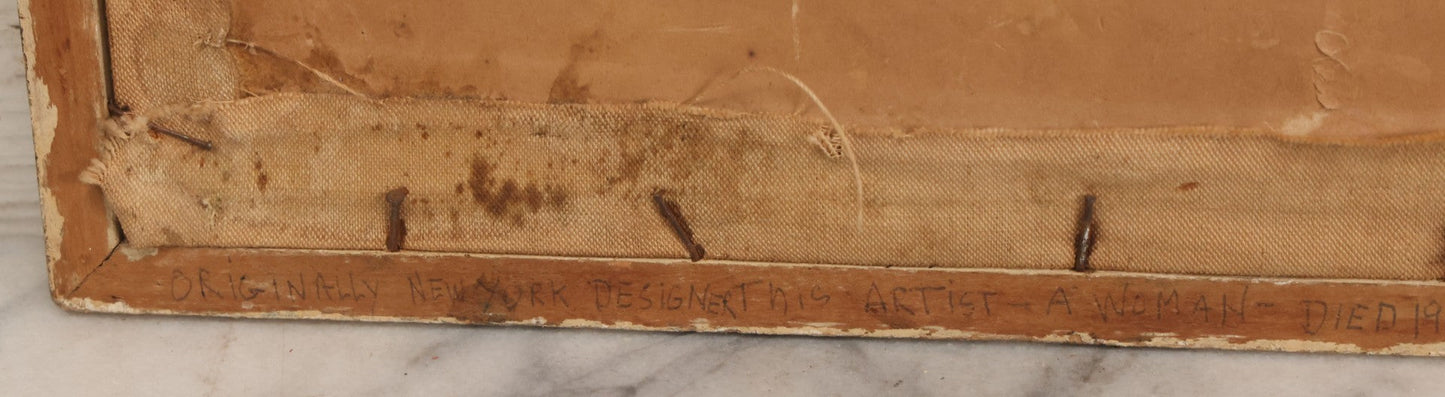 ORIGINALLY NEW YORK DESIGNER THIS ARTIST - A WOMAN - DIED 19